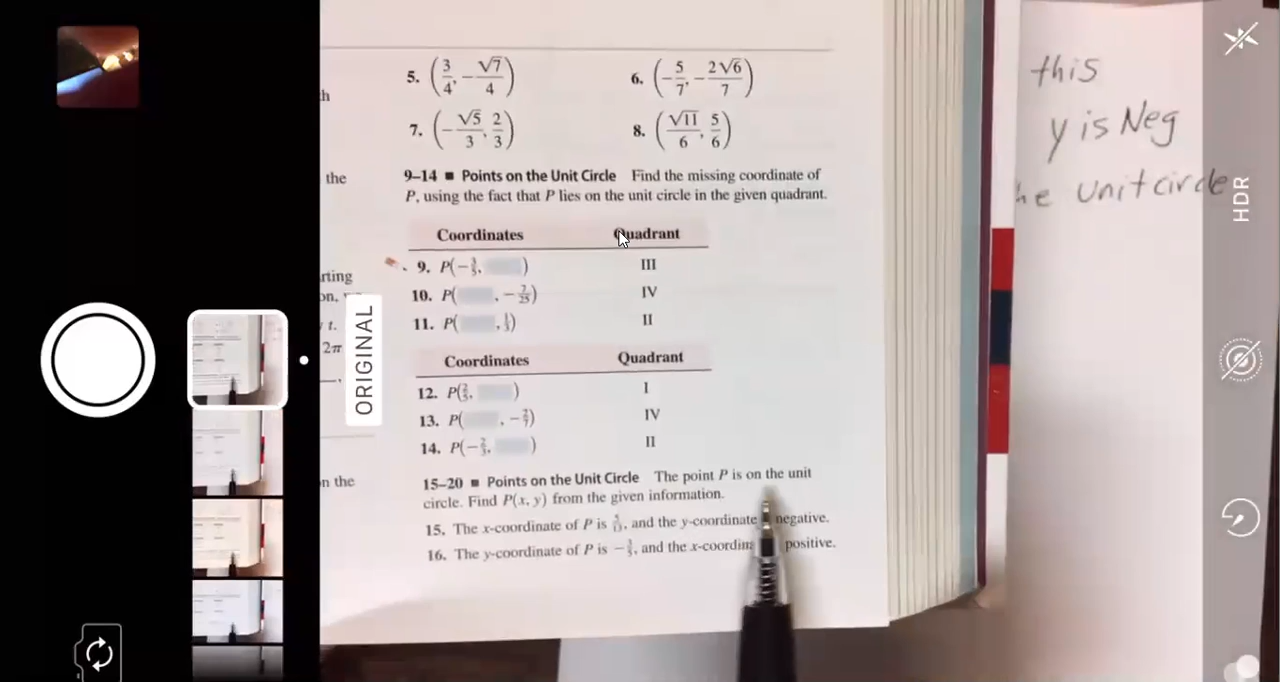 5. (3/4, −√7/4) 6. (−5/7, −2√6/7)
7. (−√5/3, 2/3) 8. (√11/6, 5/6)
h
the
rting
on,
t.
2π
n the
9–14 ■ Points on the Unit Circle Find the missing coordinate of
P, using the fact that P lies on the unit circle in the given quadrant.
Coordinates Quadrant
9. P(−3/5, ) III
10. P( , −7/25) IV
11. P( , 1/3) II
Coordinates Quadrant
12. P(2/5, ) I
13. P( , −2/7) IV
14. P(−2/3, ) II
15–20 ■ Points on the Unit Circle The point P is on the unit
circle. Find P(x, y) from the given information.
15. The x-coordinate of P is 5/13, and the y-coordinate negative.
16. The y-coordinate of P is and the x-coordin positive.
this
y is Neg
he unit circle
ORIGINAL
HDR